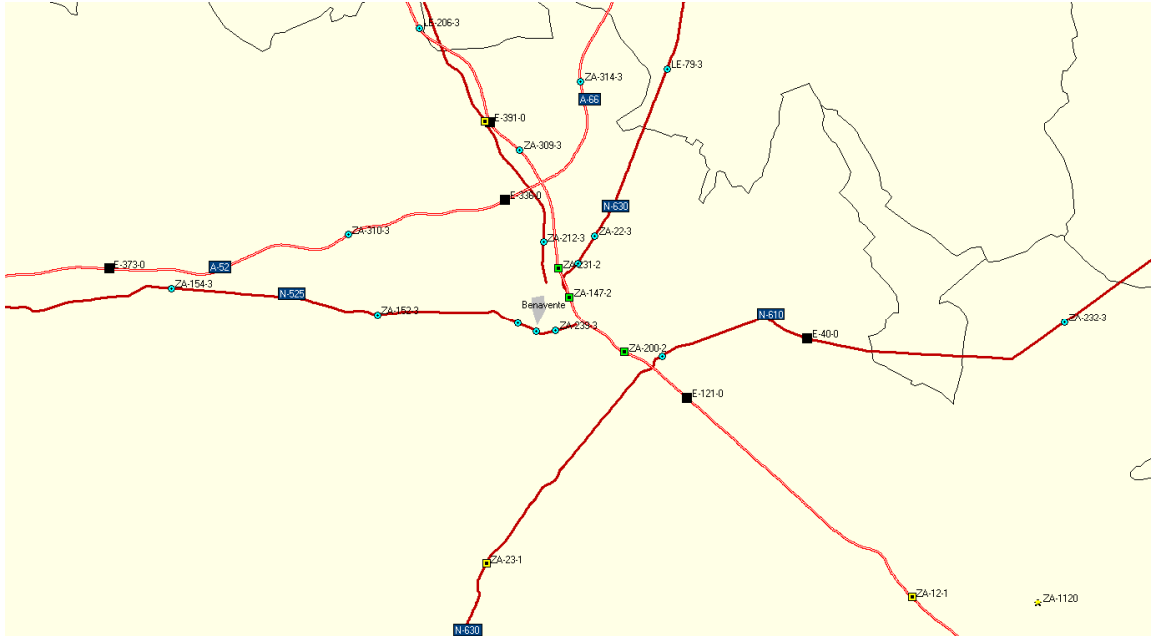 LE-206-3
LE-79-3
ZA-314-3
A-66
E-391-0
ZA-309-3
E-336-0
N-630
ZA-310-3
ZA-22-3
ZA-212-3
E-373-0
A-52
ZA-231-2
ZA-154-3
N-525
ZA-147-2
Benavente
ZA-152-3
N-610
ZA-232-3
ZA-239-3
E-40-0
ZA-200-2
E-121-0
ZA-23-1
ZA-12-1
ZA-1120
N-630